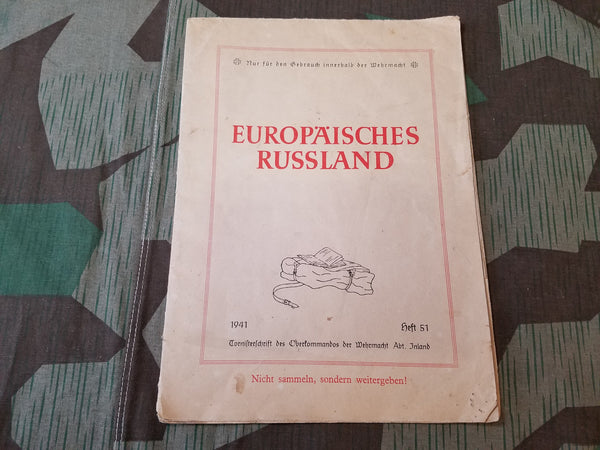 Nur für den Gebrauch innerhalb der Wehrmacht
EUROPÄISCHES
RUSSLAND
1941 Heft 51
Tornisterschrift des Oberkommandos der Wehrmacht Abt. Inland
Nicht sammeln, sondern weitergeben!